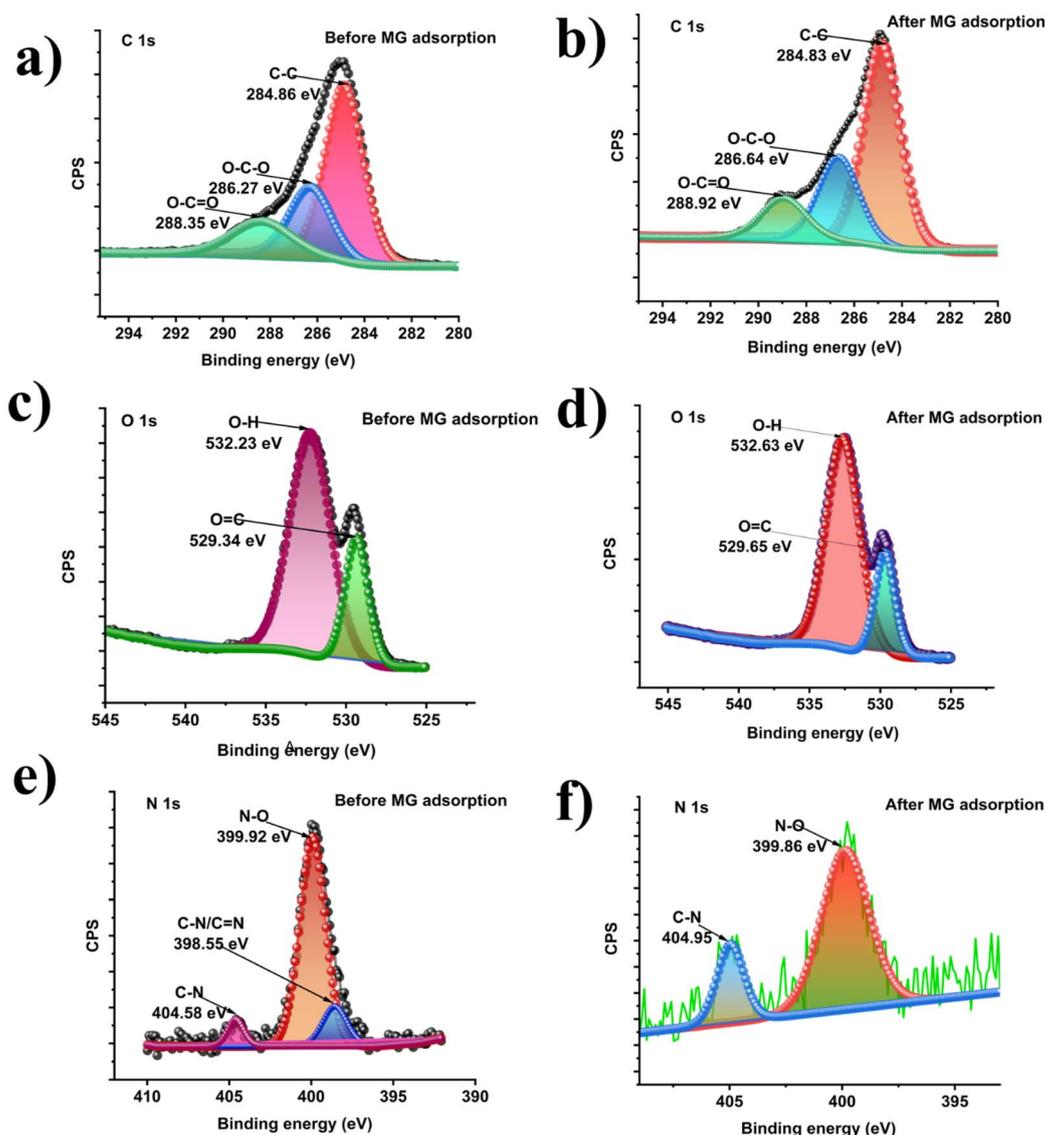 a)
C 1s
Before MG adsorption
C-C
284.86 eV
O-C-O
286.27 eV
O-C=O
288.35 eV
CPS
294 292 290 288 286 284 282 280
Binding energy (eV)
b)
C 1s
After MG adsorption
C-C
284.83 eV
O-C-O
286.64 eV
O-C=O
288.92 eV
CPS
294 292 290 288 286 284 282 280
Binding energy (eV)
c)
O 1s
Before MG adsorption
O-H
532.23 eV
O=C
529.34 eV
CPS
545 540 535 530 525
Binding energy (eV)
d)
O 1s
After MG adsorption
O-H
532.63 eV
O=C
529.65 eV
CPS
545 540 535 530 525
Binding energy (eV)
e)
N 1s
Before MG adsorption
N-O
399.92 eV
C-N/C=N
398.55 eV
C-N
404.58 eV
CPS
410 405 400 395 390
Binding energy (eV)
f)
N 1s
After MG adsorption
N-O
399.86 eV
C-N
404.95
CPS
405 400 395
Binding energy (eV)